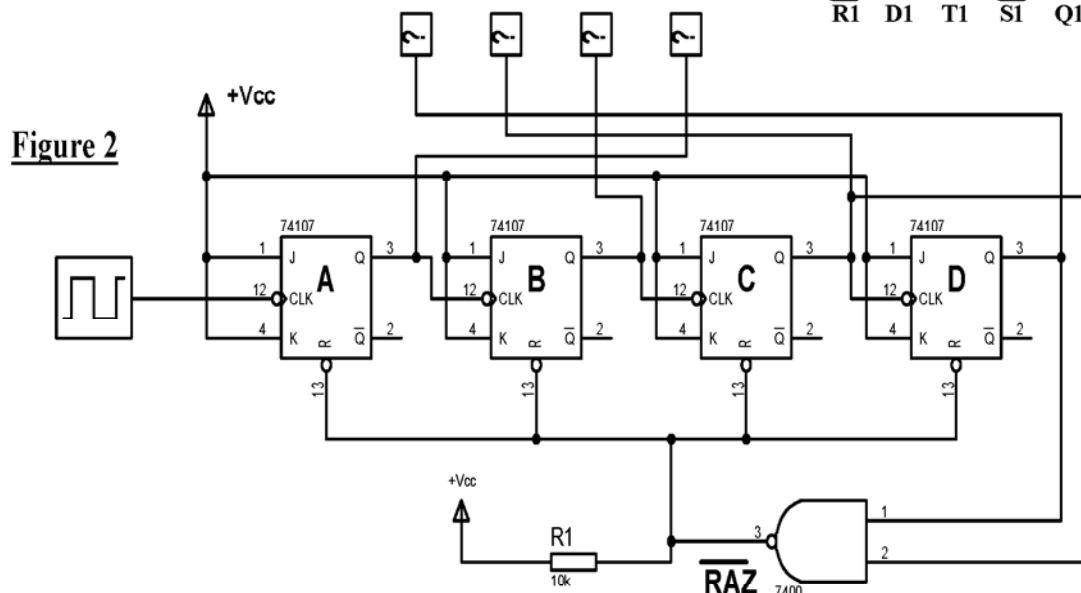 R1 D1 T1 S1 Q1
? ? ? ?
+Vcc
Figure 2
74107 74107 74107 74107
1 J A Q 3 1 J B Q 3 1 J C Q 3 1 J D Q 3
12 CLK 12 CLK 12 CLK 12 CLK
4 K R Q 2 4 K R Q 2 4 K R Q 2 4 K R Q 2
13 13 13 13
+Vcc
R1
10k
3
1
2
RAZ
7400